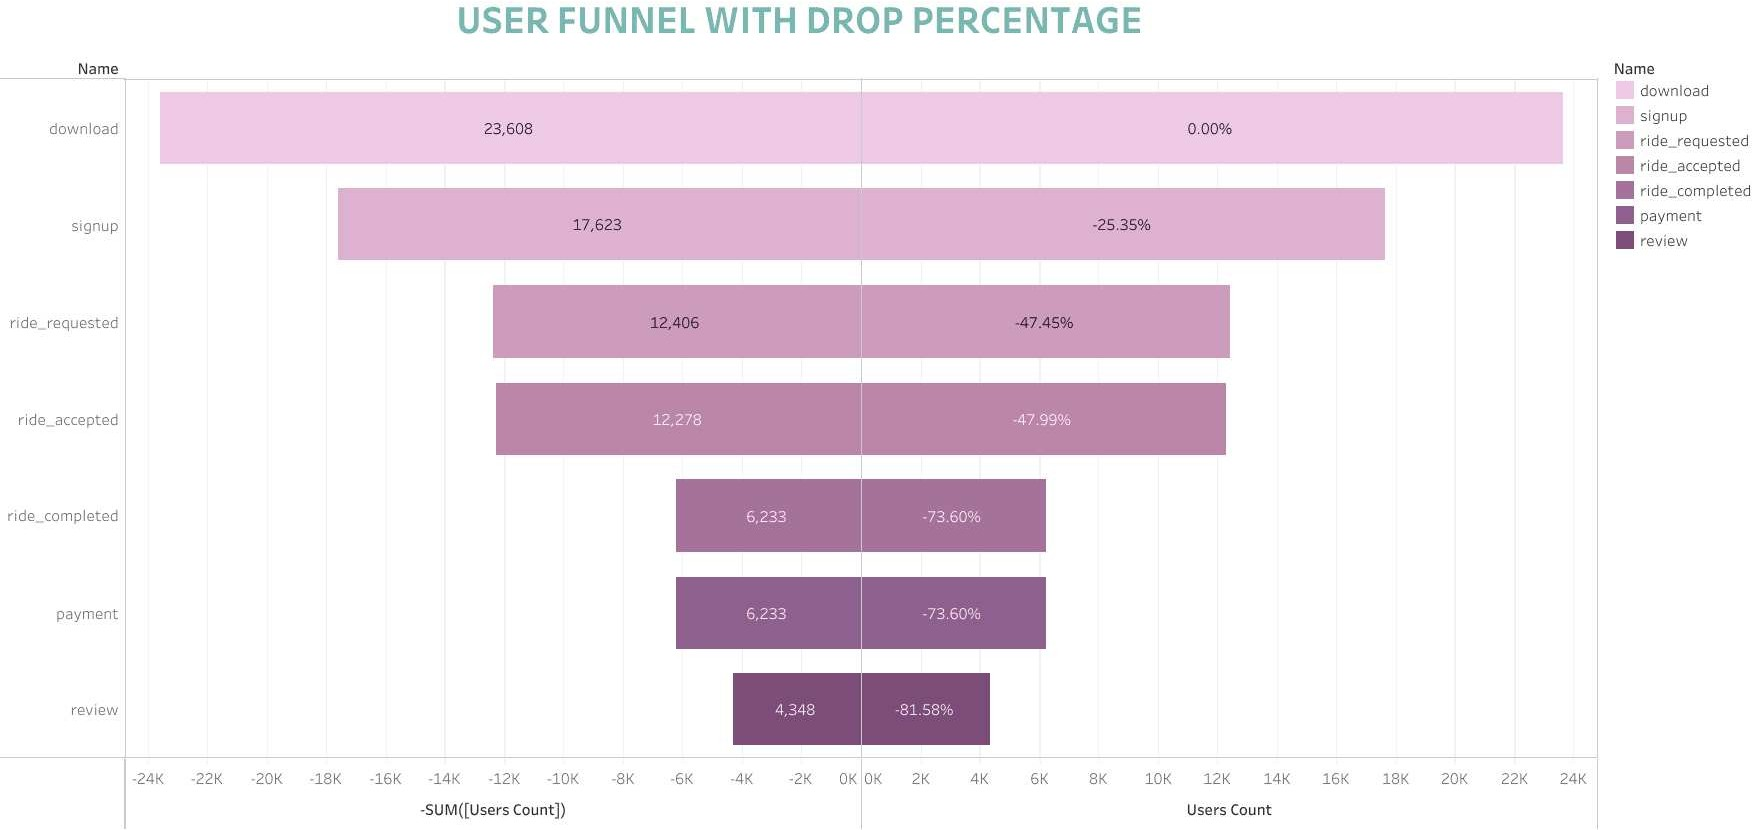 USER FUNNEL WITH DROP PERCENTAGE
Name
download
23,608
0.00%
signup
17,623
-25.35%
ride_requested
12,406
-47.45%
ride_accepted
12,278
-47.99%
ride_completed
6,233
-73.60%
payment
6,233
-73.60%
review
4,348
-81.58%
-24K -22K -20K -18K -16K -14K -12K -10K -8K -6K -4K -2K 0K
0K 2K 4K 6K 8K 10K 12K 14K 16K 18K 20K 22K 24K
-SUM([Users Count])
Users Count
Name
download
signup
ride_requested
ride_accepted
ride_completed
payment
review